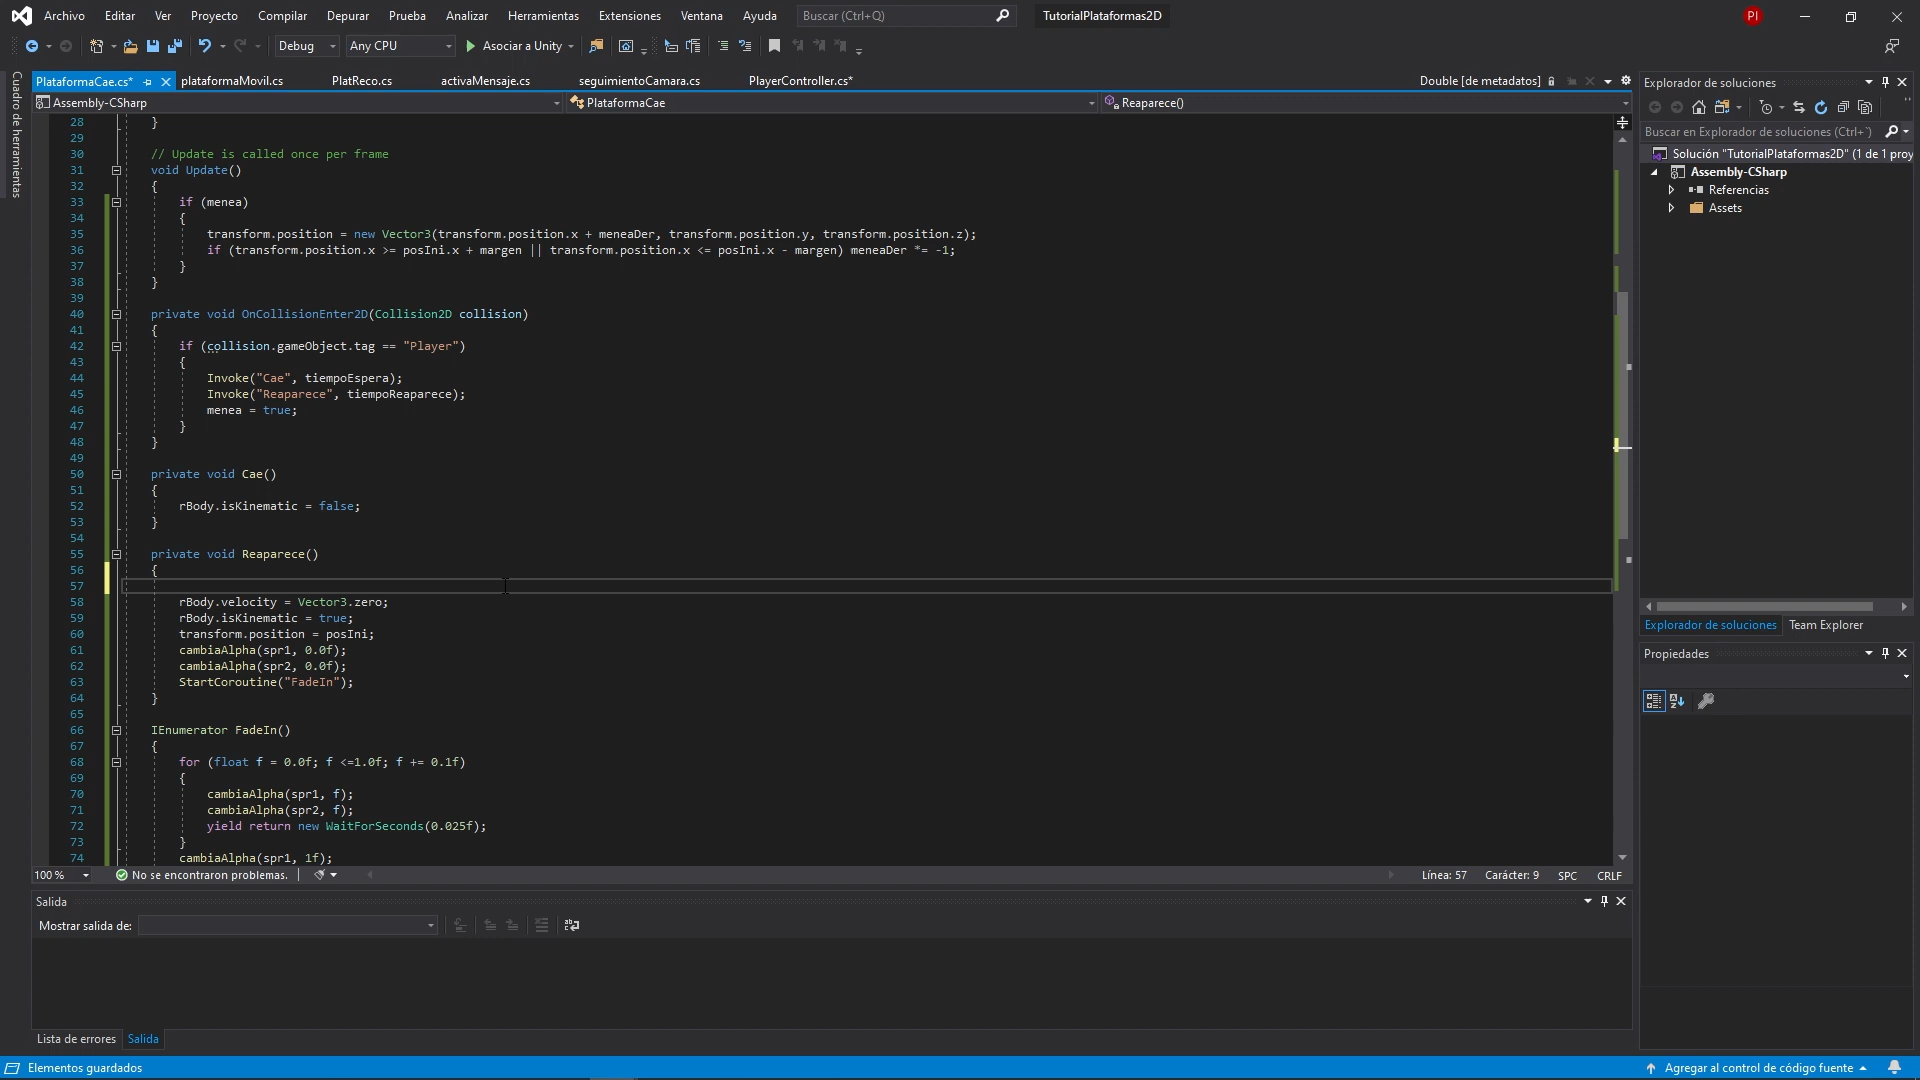 Archivo Editar Ver Proyecto Compilar Depurar Prueba Analizar Herramientas Extensiones Ventana Ayuda Buscar (Ctrl+Q) TutorialPlataformas2D PI
Debug Any CPU Asociar a Unity
Cuadro de herramientas
PlataformaCae.cs* plataformaMovil.cs PlatReco.cs activaMensaje.cs seguimientoCamara.cs PlayerController.cs* Double [de metadatos]
Assembly-CSharp PlataformaCae Reaparece()
28 }
29
30 // Update is called once per frame
31 void Update()
32 {
33 if (menea)
34 {
35 transform.position = new Vector3(transform.position.x + meneaDer, transform.position.y, transform.position.z);
36 if (transform.position.x >= posIni.x + margen || transform.position.x <= posIni.x - margen) meneaDer *= -1;
37 }
38 }
39
40 private void OnCollisionEnter2D(Collision2D collision)
41 {
42 if (collision.gameObject.tag == "Player")
43 {
44 Invoke("Cae", tiempoEspera);
45 Invoke("Reaparece", tiempoReaparece);
46 menea = true;
47 }
48 }
49
50 private void Cae()
51 {
52 rBody.isKinematic = false;
53 }
54
55 private void Reaparece()
56 {
57
58 rBody.velocity = Vector3.zero;
59 rBody.isKinematic = true;
60 transform.position = posIni;
61 cambiaAlpha(spr1, 0.0f);
62 cambiaAlpha(spr2, 0.0f);
63 StartCoroutine("FadeIn");
64 }
65
66 IEnumerator FadeIn()
67 {
68 for (float f = 0.0f; f <=1.0f; f += 0.1f)
69 {
70 cambiaAlpha(spr1, f);
71 cambiaAlpha(spr2, f);
72 yield return new WaitForSeconds(0.025f);
73 }
74 cambiaAlpha(spr1, 1f);
100 % No se encontraron problemas. Línea: 57 Carácter: 9 SPC CRLF
Salida
Mostrar salida de:
Lista de errores Salida
Explorador de soluciones
Buscar en Explorador de soluciones (Ctrl+`)
Solución "TutorialPlataformas2D" (1 de 1 proy
Assembly-CSharp
Referencias
Assets
Explorador de soluciones Team Explorer
Propiedades
Elementos guardados Agregar al control de código fuente